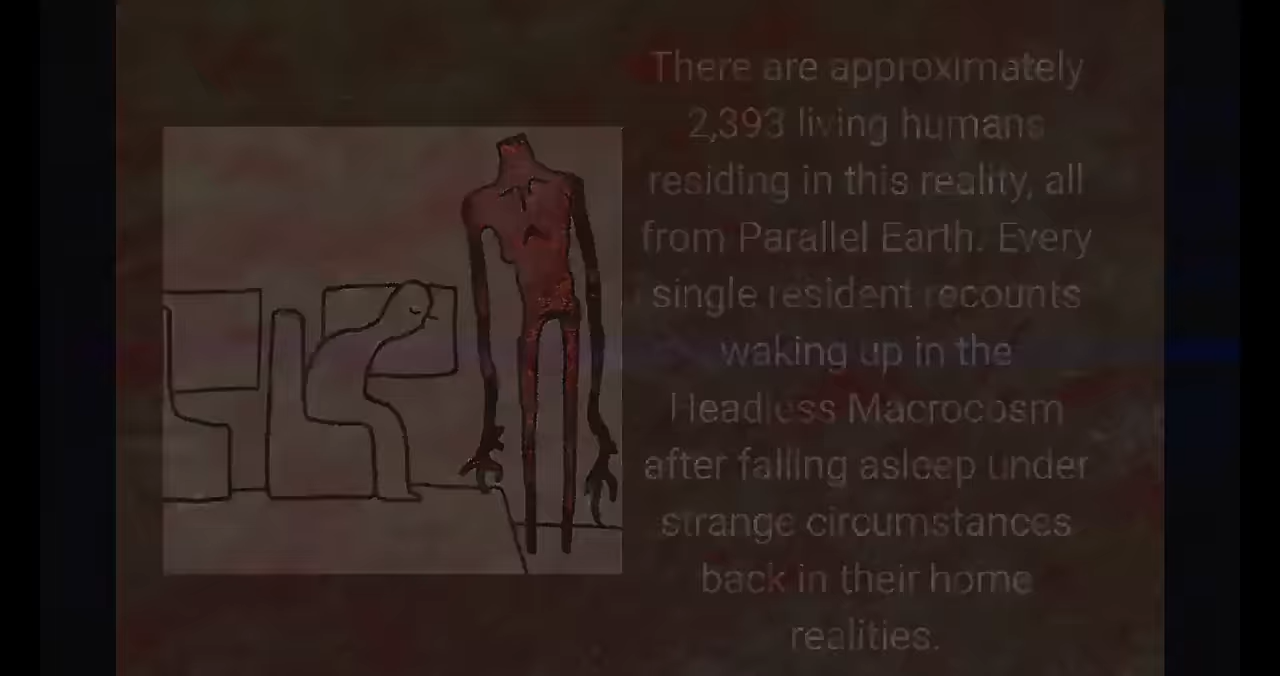 There are approximately
2,393 living humans
residing in this reality, all
from Parallel Earth. Every
single resident recounts
waking up in the
Headless Macrocosm
after falling asleep under
strange circumstances
back in their home
realities.